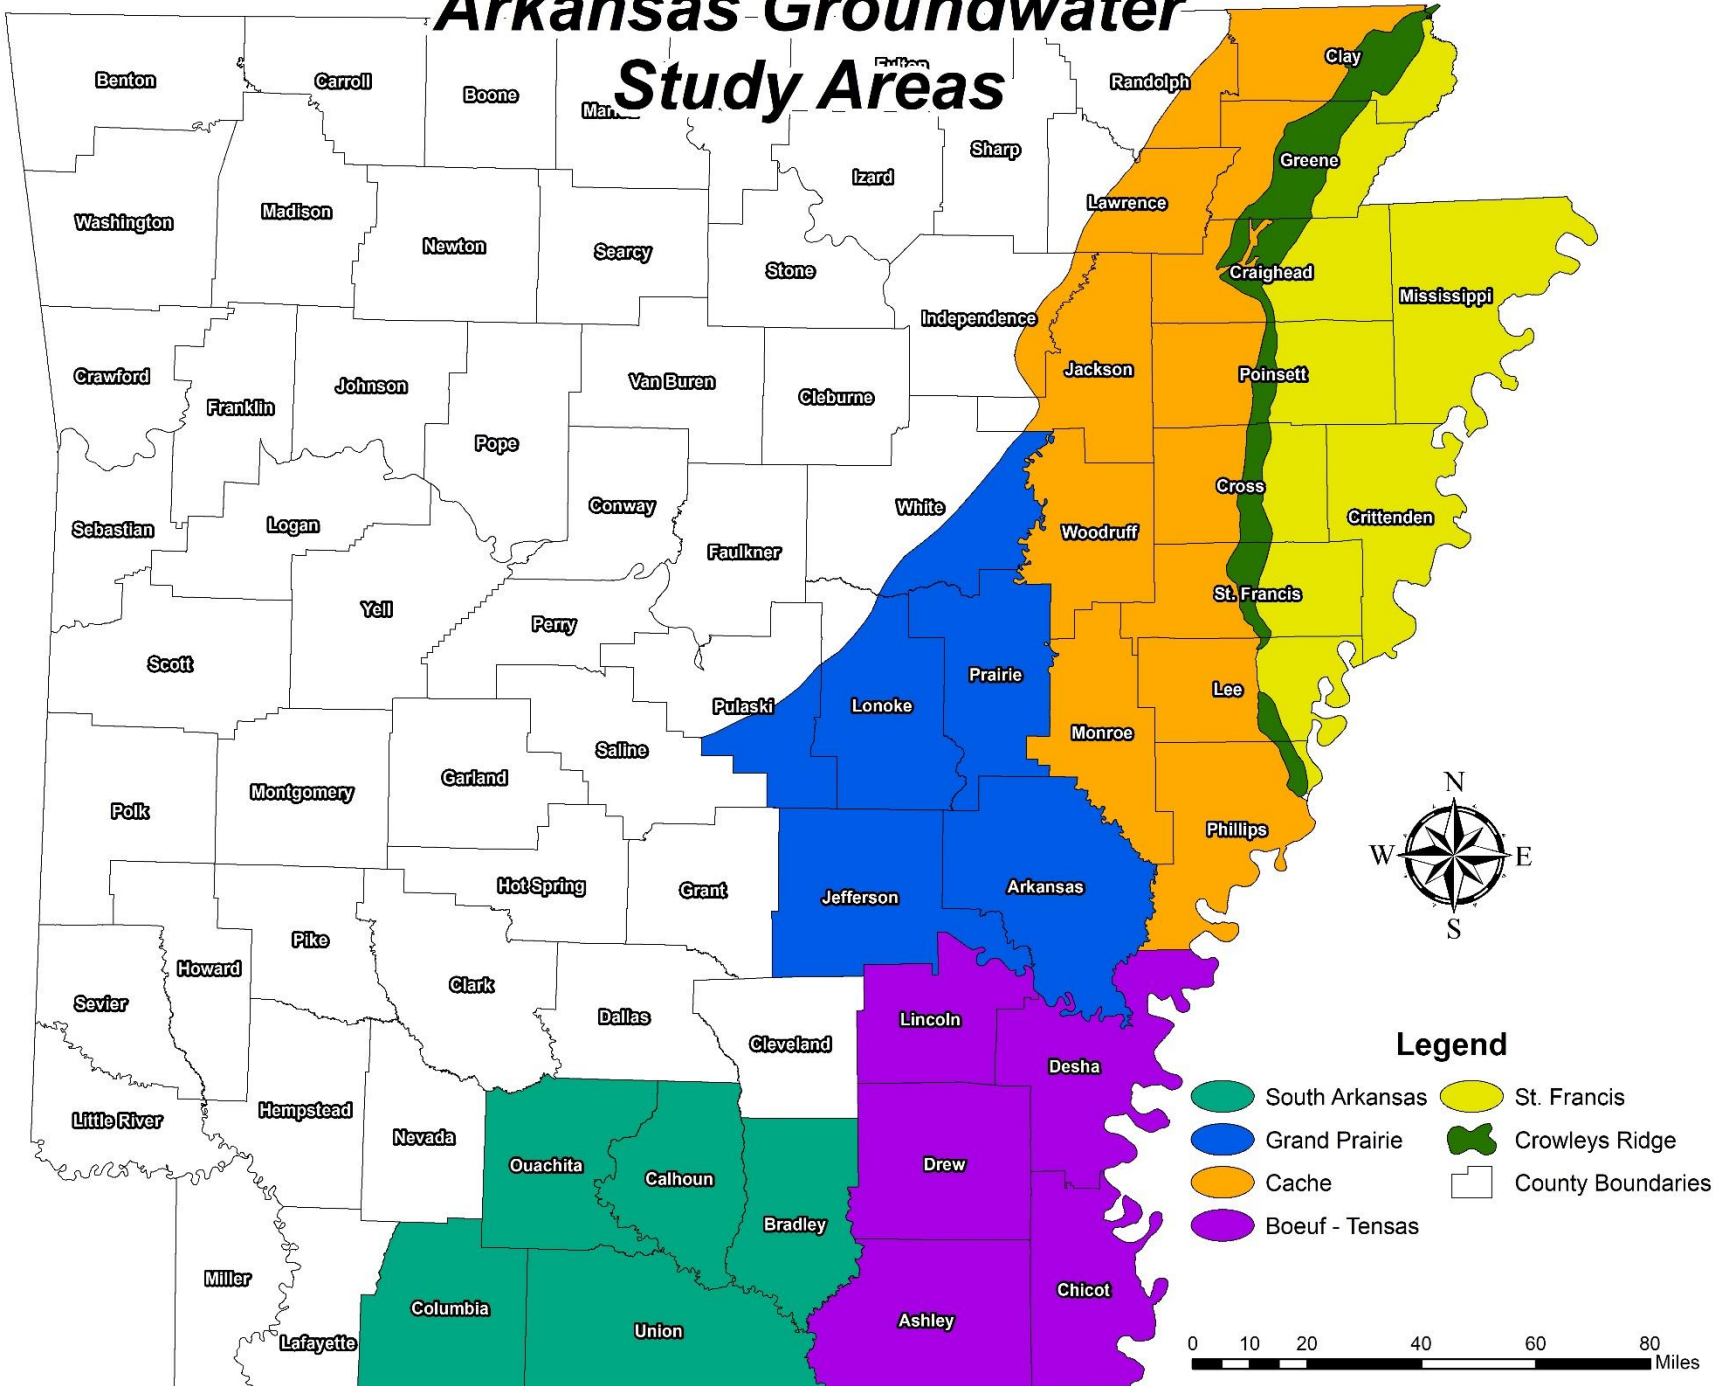 Arkansas Groundwater
Study Areas
Benton
Carroll
Boone
Fulton
Randolph
Clay
Sharp
Greene
Izard
Washington
Madison
Newton
Searcy
Stone
Lawrence
Craighead
Mississippi
Independence
Crawford
Franklin
Johnson
Van Buren
Cleburne
Jackson
Poinsett
Pope
Sebastian
Logan
Conway
White
Cross
Crittenden
Faulkner
Woodruff
Yell
Perry
St. Francis
Scott
Pulaski
Lonoke
Prairie
Lee
Saline
Monroe
Polk
Montgomery
Garland
Phillips
Hot Spring
Grant
Jefferson
Arkansas
Pike
Howard
Clark
Sevier
Dallas
Cleveland
Lincoln
Desha
Little River
Hempstead
Nevada
Ouachita
Calhoun
Bradley
Drew
Miller
Lafayette
Columbia
Union
Ashley
Chicot
N
W E
S
Legend
South Arkansas
Grand Prairie
Cache
Boeuf - Tensas
St. Francis
Crowleys Ridge
County Boundaries
0 10 20 40 60 80
Miles